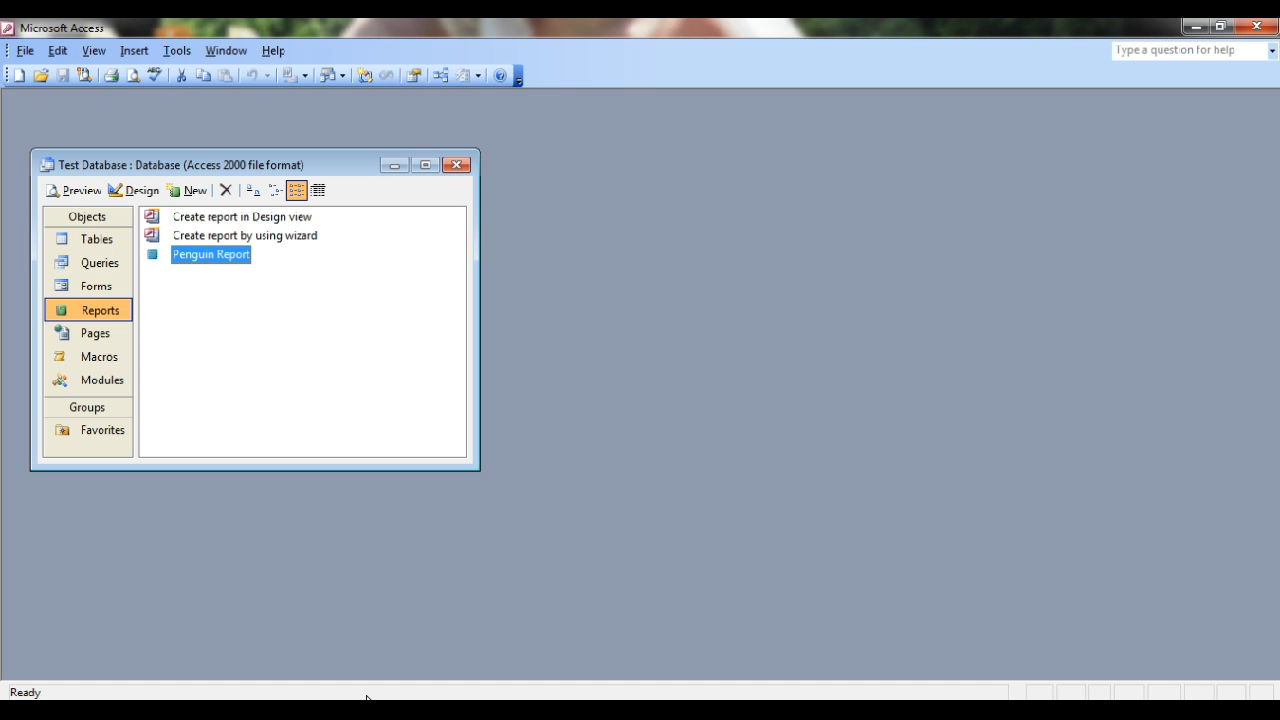 Microsoft Access
File Edit View Insert Tools Window Help
Type a question for help
Test Database : Database (Access 2000 file format)
Preview Design New
Objects
Tables
Queries
Forms
Reports
Pages
Macros
Modules
Groups
Favorites
Create report in Design view
Create report by using wizard
Penguin Report
Ready